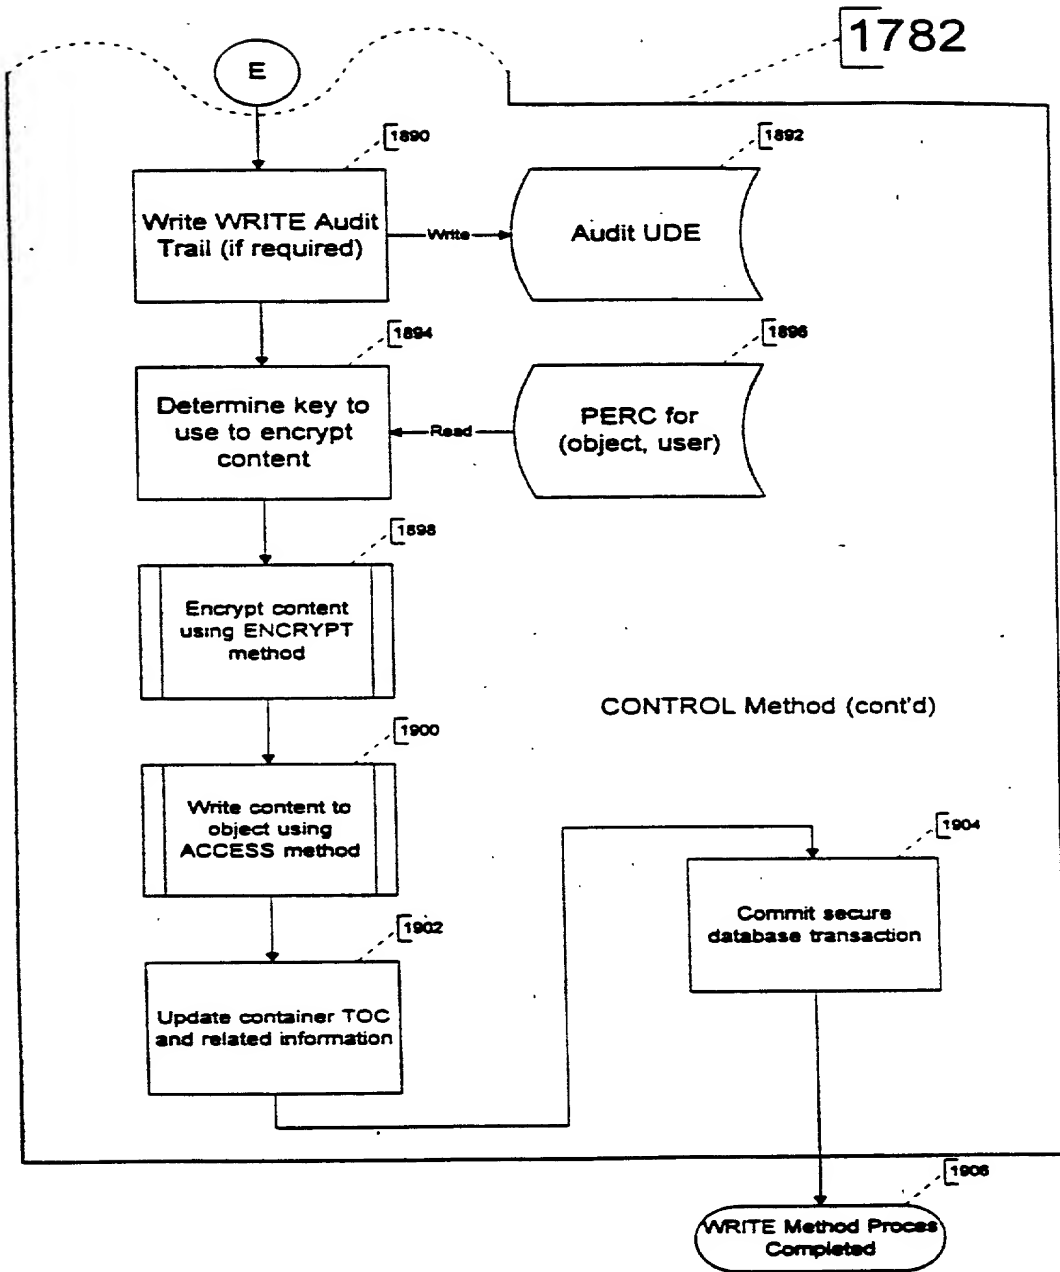 1782
E
1890
1892
Write WRITE Audit
Trail (if required)
Write
Audit UDE
1894
1896
Determine key to
use to encrypt
content
Read
PERC for
(object, user)
1898
Encrypt content
using ENCRYPT
method
CONTROL Method (cont'd)
1900
Write content to
object using
ACCESS method
1904
Commit secure
database transaction
1902
Update container TOC
and related information
1906
WRITE Method Proces
Completed